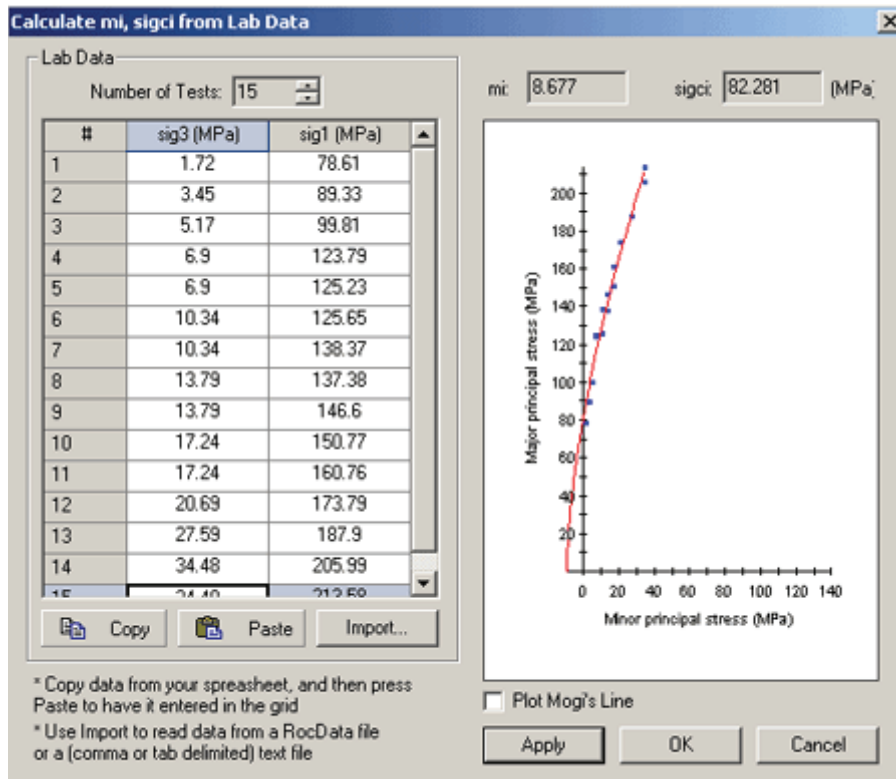 Calculate mi, sigci from Lab Data
Lab Data
Number of Tests: 15
# sig3 (MPa) sig1 (MPa)
1 1.72 78.61
2 3.45 89.33
3 5.17 99.81
4 6.9 123.79
5 6.9 125.23
6 10.34 125.65
7 10.34 138.37
8 13.79 137.38
9 13.79 146.6
10 17.24 150.77
11 17.24 160.76
12 20.69 173.79
13 27.59 187.9
14 34.48 205.99
15 34.48
Copy Paste Import...
* Copy data from your spreasheet, and then press
Paste to have it entered in the grid
* Use Import to read data from a RocData file
or a (comma or tab delimited) text file
mi: 8.677 sigci: 82.281 (MPa
Major principal stress (MPa)
200
180
160
140
120
100
80
60
40
20
0 20 40 60 80 100 120 140
Minor principal stress (MPa)
Plot Mogi's Line
Apply OK Cancel